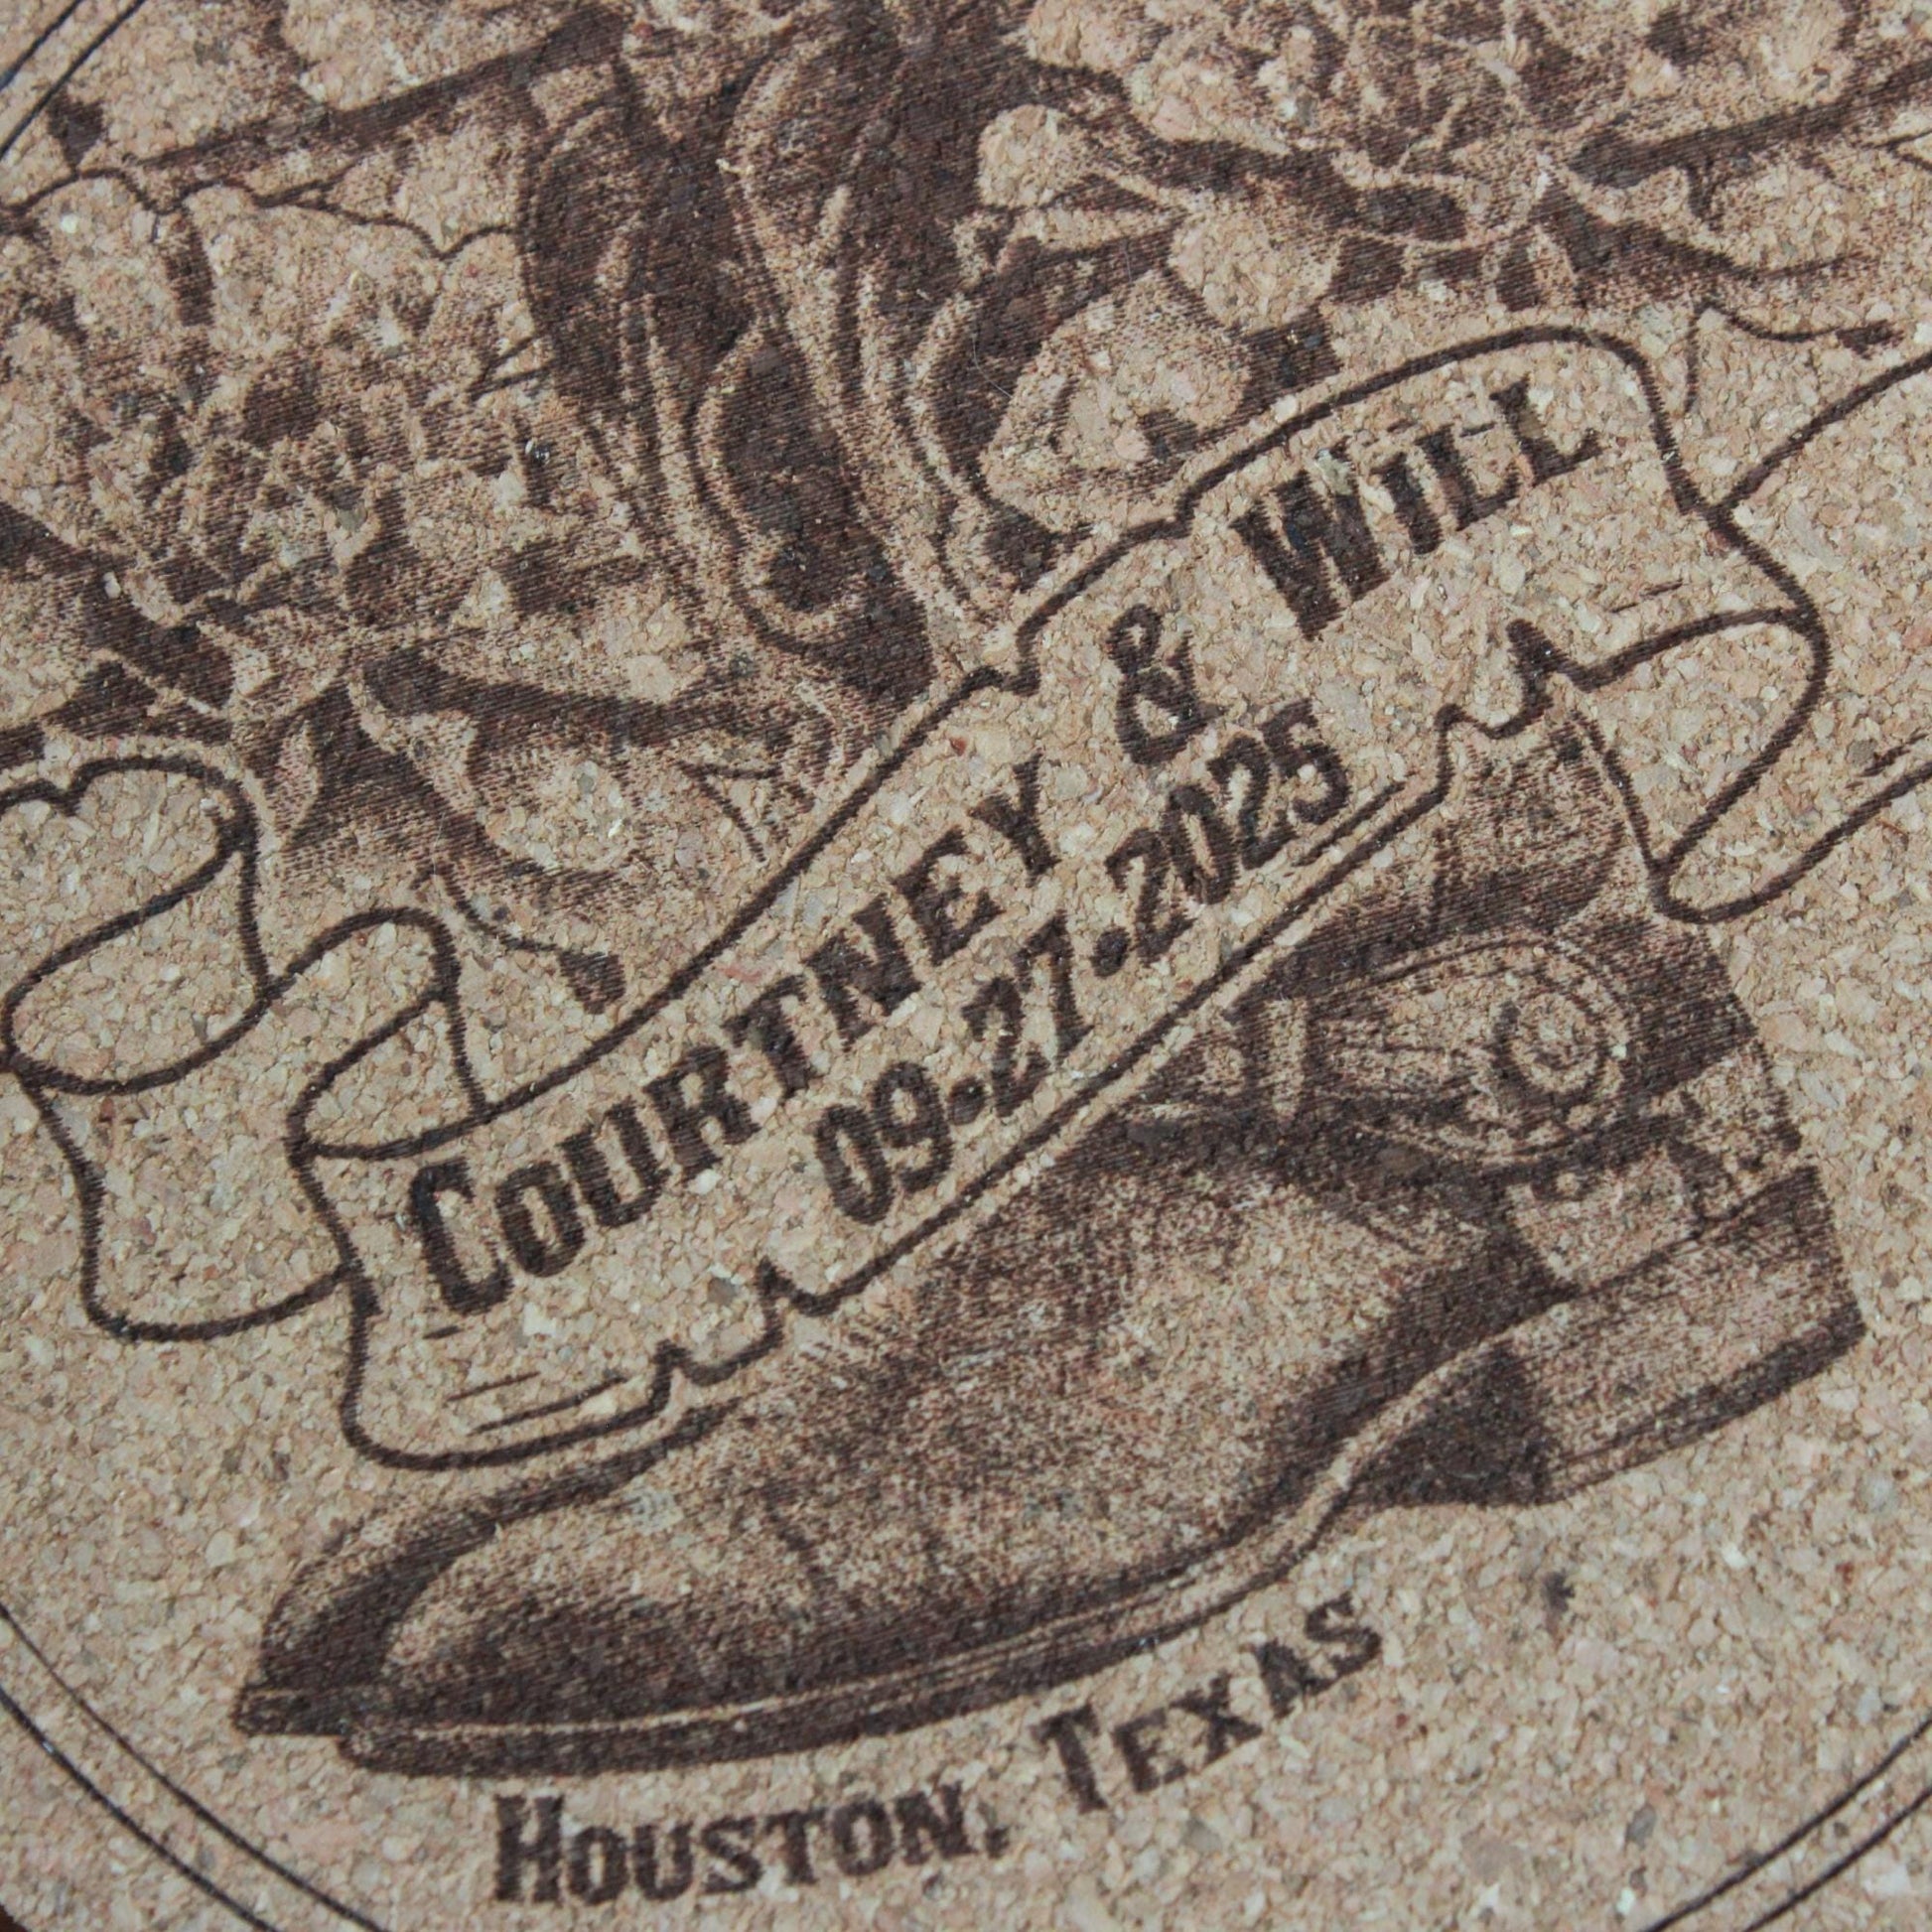 COURTNEY & WILL
09•27•2025
HOUSTON, TEXAS